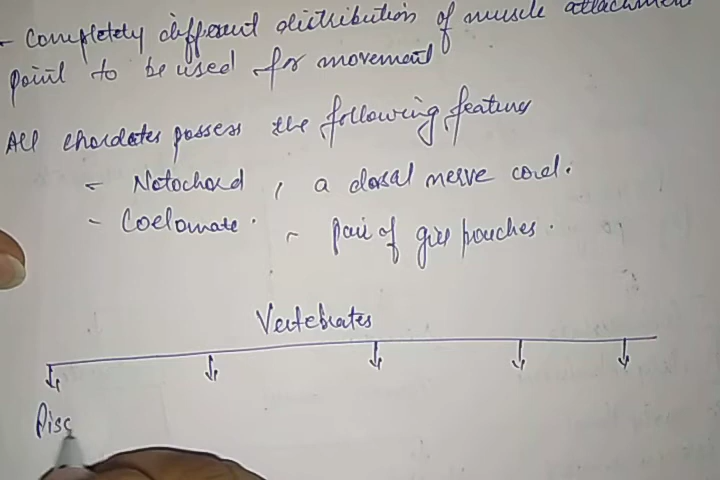 - Completely different distribution of muscle attachment
point to be used for movement
All chordates possess the following features
- Notochord , a dorsal nerve cord.
- Coelomate. - pair of gill pouches.
Vertebrates
Pisc